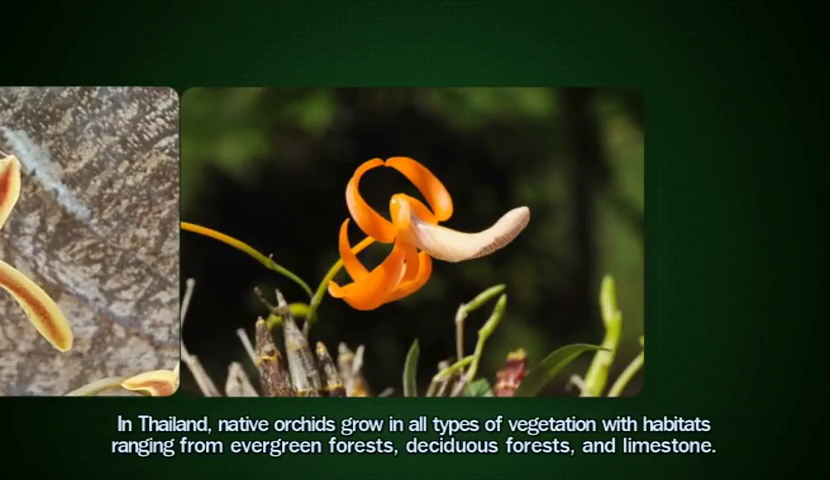 In Thailand, native orchids grow in all types of vegetation with habitats
ranging from evergreen forests, deciduous forests, and limestone.